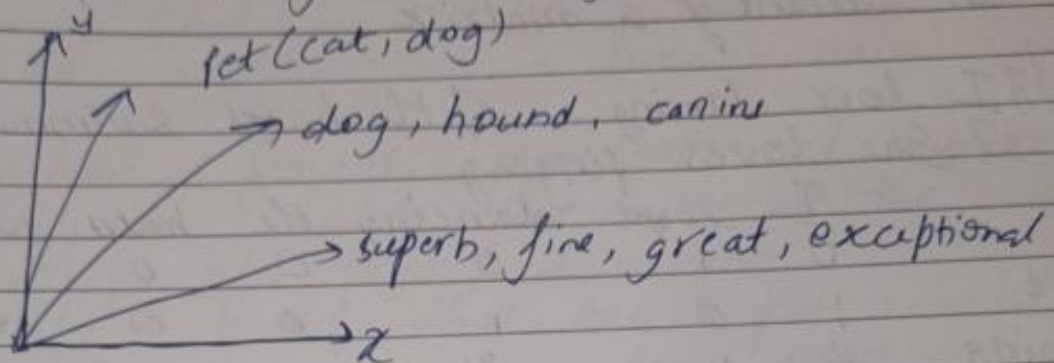 y
pet (cat, dog)
dog, hound, canine
superb, fine, great, exceptional
x